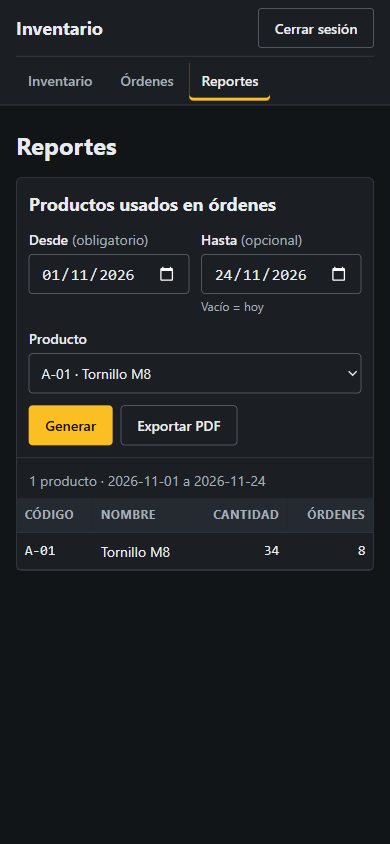 Inventario
Cerrar sesión
Inventario Órdenes Reportes
Reportes
Productos usados en órdenes
Desde (obligatorio) Hasta (opcional)
01/11/2026 24/11/2026
Vacío = hoy
Producto
A-01 · Tornillo M8
Generar Exportar PDF
1 producto · 2026-11-01 a 2026-11-24
CÓDIGO NOMBRE CANTIDAD ÓRDENES
A-01 Tornillo M8 34 8